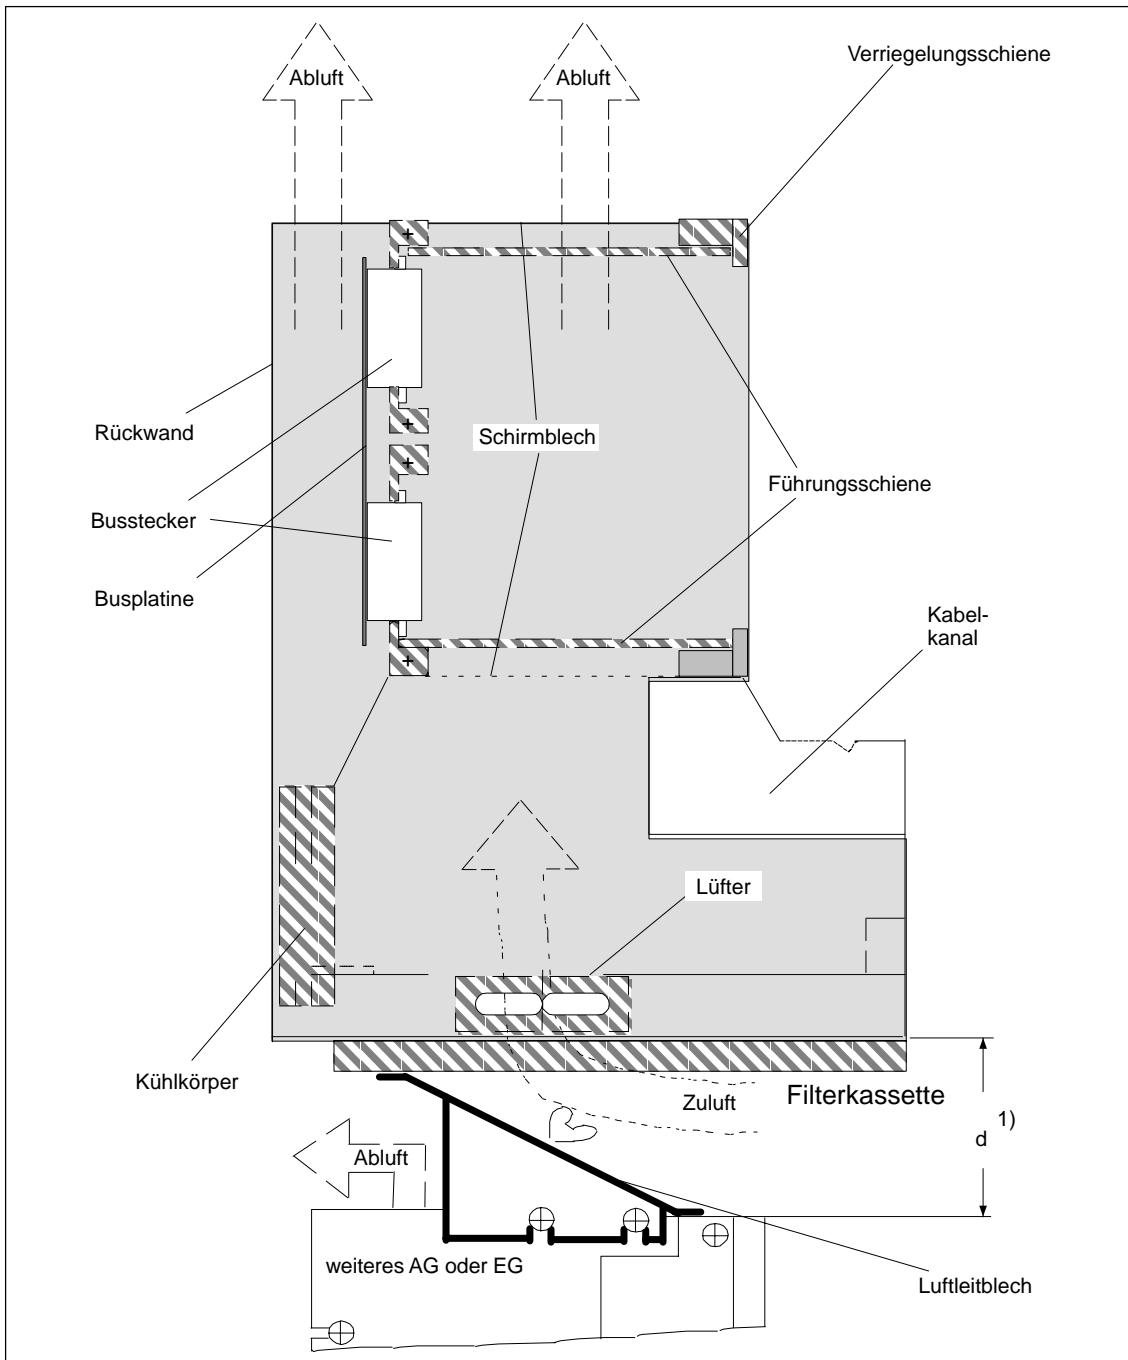 Verriegelungsschiene
Abluft
Abluft
Rückwand
Schirmblech
Führungsschiene
Busstecker
Busplatine
Kabel-
kanal
Lüfter
Kühlkörper
Zuluft
Filterkassette
1)
d
Abluft
weiteres AG oder EG
Luftleitblech